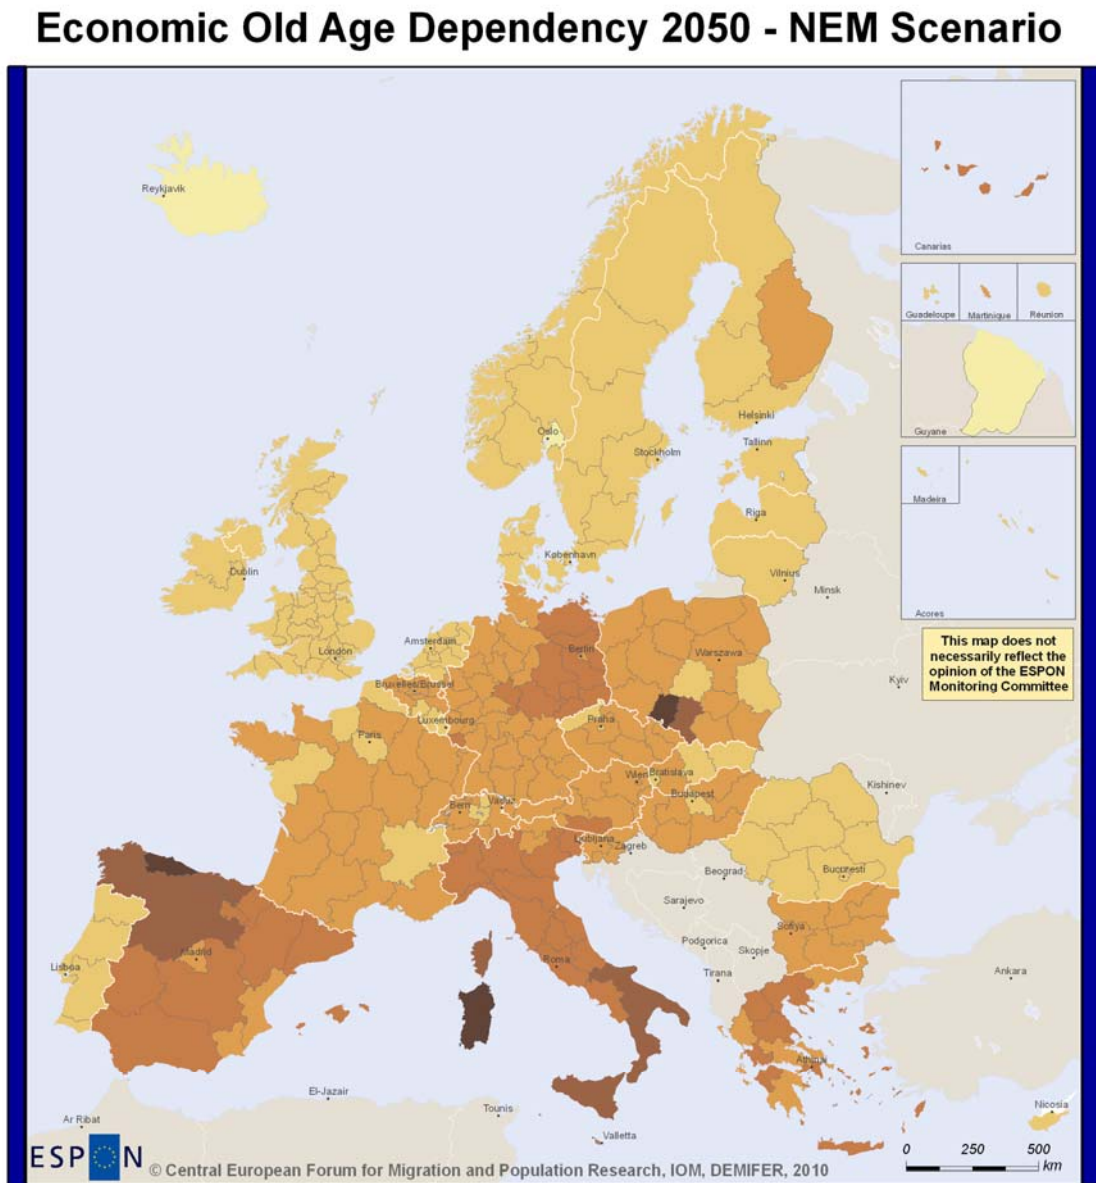 Economic Old Age Dependency 2050 - NEM Scenario
Reykjavik
Canarias
Guadeloupe
Martinique
Réunion
Guyane
Oslo
Helsinki
Tallinn
Stockholm
Madeira
Riga
København
Dublin
Vilnius
Minsk
Acores
This map does not
necessarily reflect the
opinion of the ESPON
Monitoring Committee
Amsterdam
London
Berlin
Warszawa
Bruxelles/Brussel
Kyiv
Luxembourg
Praha
Paris
Wien
Bratislava
Kishinev
Budapest
Bern
Vaduz
Ljubljana
Zagreb
Beograd
Bucuresti
Sarajevo
Sofiya
Podgorica
Skopje
Madrid
Roma
Lisboa
Tirana
Ankara
Athinai
El-Jazair
Tounis
Nicosia
Ar Ribat
Valletta
0 250 500
km
ESPON
© Central European Forum for Migration and Population Research, IOM, DEMIFER, 2010